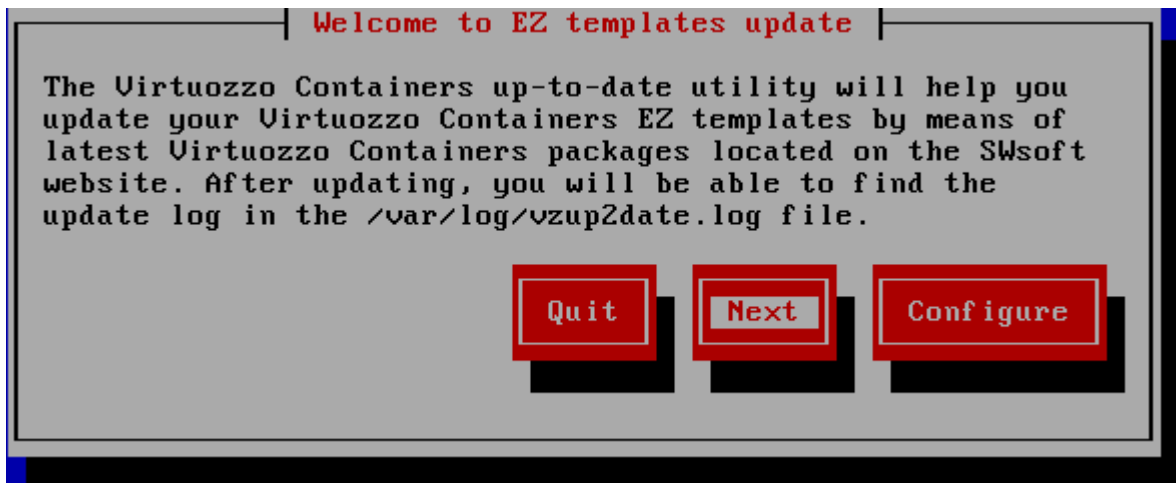 Welcome to EZ templates update
The Virtuozzo Containers up-to-date utility will help you
update your Virtuozzo Containers EZ templates by means of
latest Virtuozzo Containers packages located on the SWsoft
website. After updating, you will be able to find the
update log in the /var/log/vzup2date.log file.
Quit Next Configure